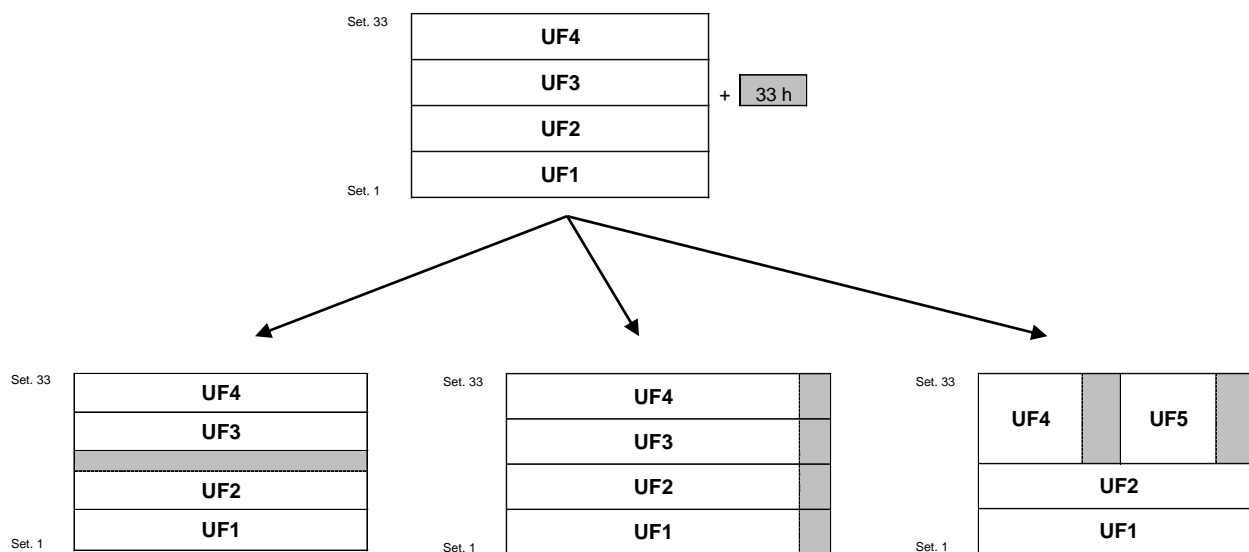 Set. 33
UF4
UF3
+ 33 h
UF2
UF1
Set. 1
Set. 33
UF4
UF3
UF2
UF1
Set. 1
Set. 33
UF4
UF3
UF2
UF1
Set. 1
Set. 33
UF4 UF5
UF2
UF1
Set. 1